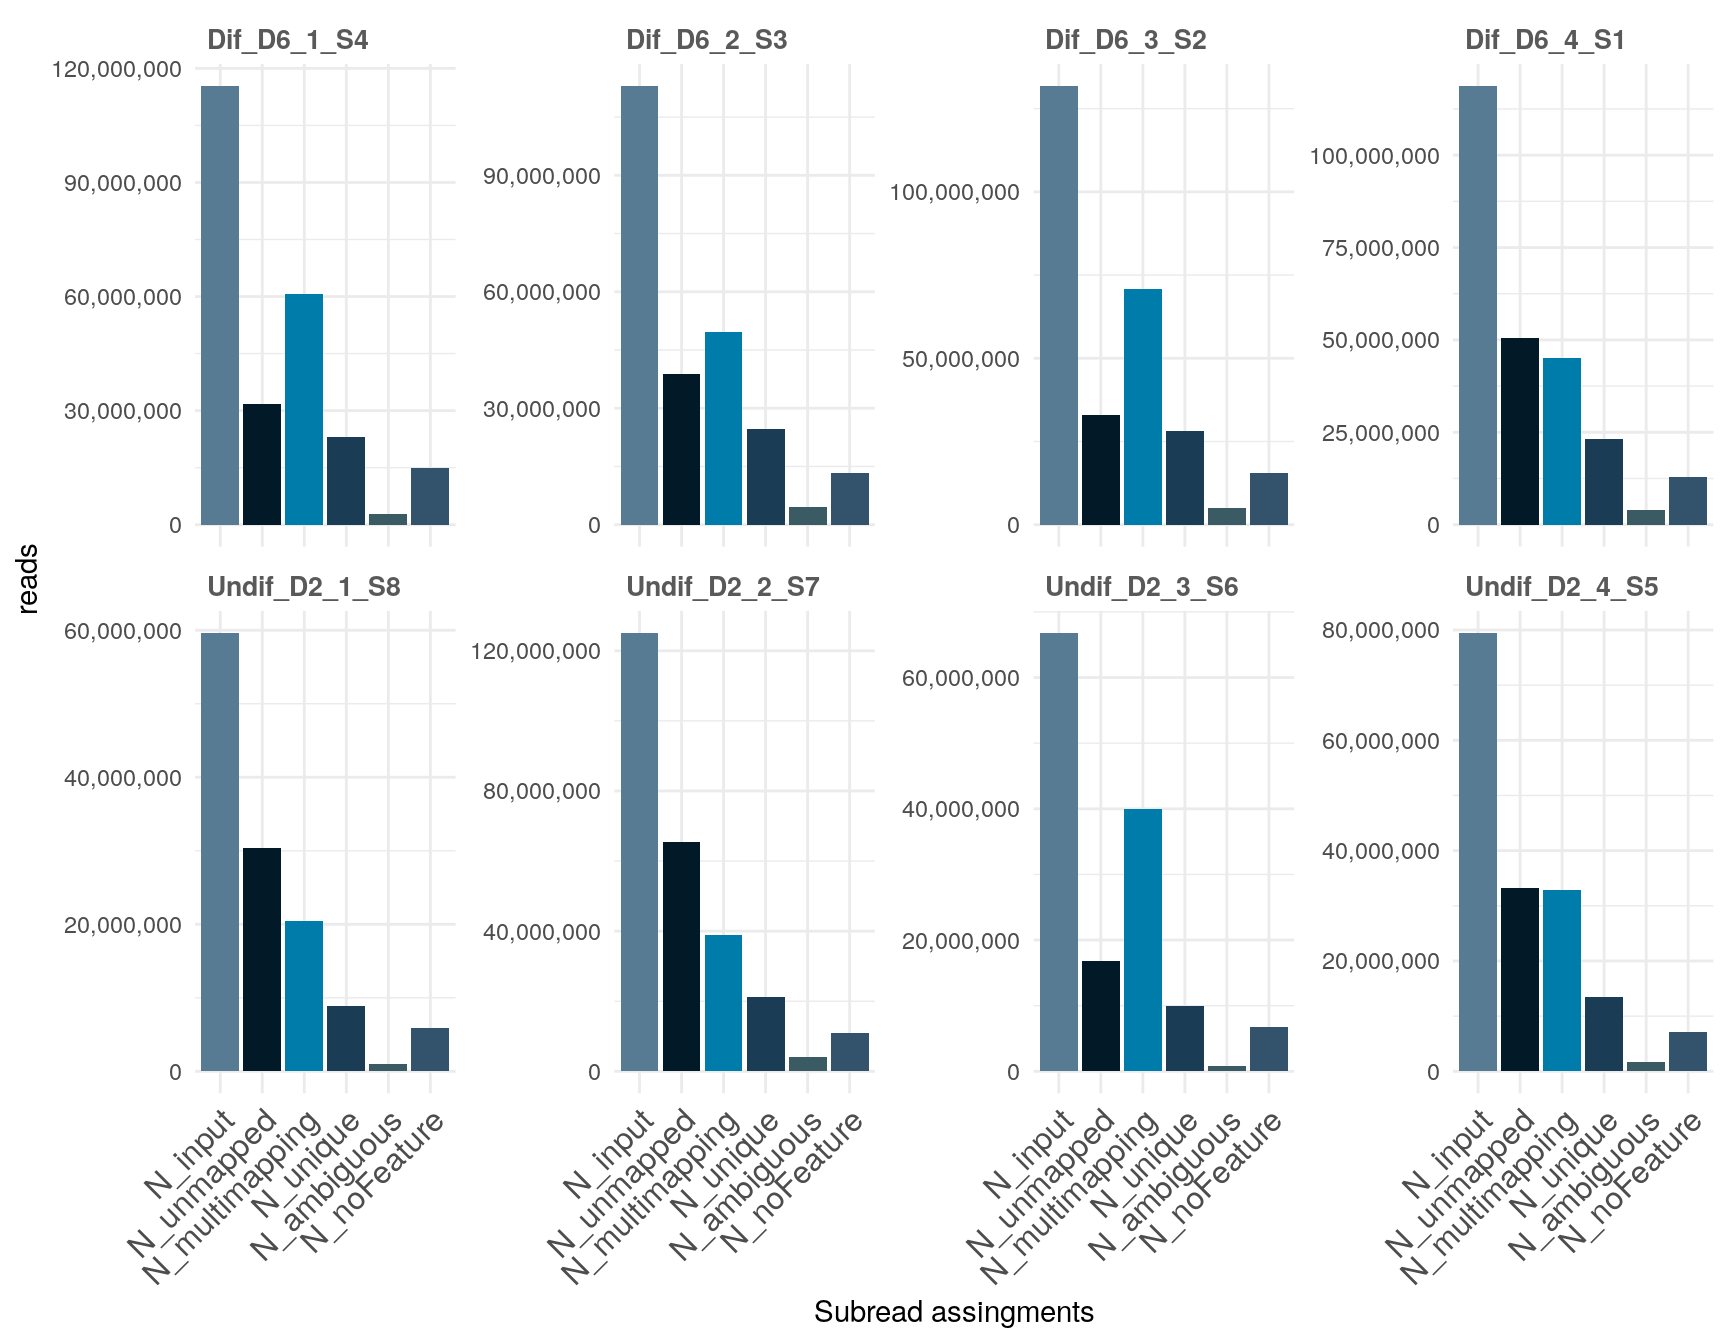 Dif_D6_1_S4
Dif_D6_2_S3
Dif_D6_3_S2
Dif_D6_4_S1
120,000,000
90,000,000
60,000,000
30,000,000
0
90,000,000
60,000,000
30,000,000
0
100,000,000
50,000,000
0
100,000,000
75,000,000
50,000,000
25,000,000
0
reads
Undif_D2_1_S8
Undif_D2_2_S7
Undif_D2_3_S6
Undif_D2_4_S5
60,000,000
40,000,000
20,000,000
0
120,000,000
80,000,000
40,000,000
0
60,000,000
40,000,000
20,000,000
0
80,000,000
60,000,000
40,000,000
20,000,000
0
N_input
N_unmapped
N_multimapping
N_unique
N_ambiguous
N_noFeature
N_input
N_unmapped
N_multimapping
N_unique
N_ambiguous
N_noFeature
N_input
N_unmapped
N_multimapping
N_unique
N_ambiguous
N_noFeature
N_input
N_unmapped
N_multimapping
N_unique
N_ambiguous
N_noFeature
Subread assingments